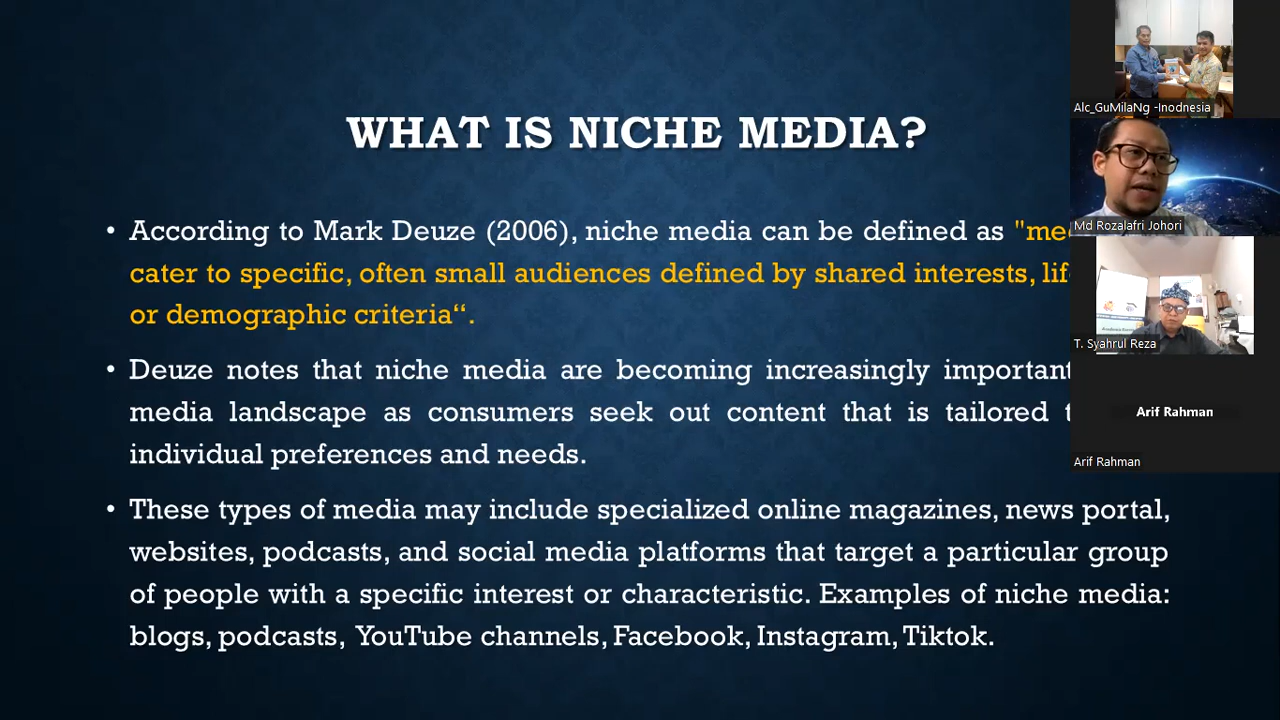 WHAT IS NICHE MEDIA?
• According to Mark Deuze (2006), niche media can be defined as
cater to specific, often small audiences defined by shared interests,
or demographic criteria“.
• Deuze notes that niche media are becoming increasingly important
media landscape as consumers seek out content that is tailored
individual preferences and needs.
• These types of media may include specialized online magazines, news portal,
websites, podcasts, and social media platforms that target a particular group
of people with a specific interest or characteristic. Examples of niche media:
blogs, podcasts, YouTube channels, Facebook, Instagram, Tiktok.
Alc_GuMilaNg -Inodnesia
Md Rozalafri Johori
T. Syahrul Reza
Arif Rahman
Arif Rahman